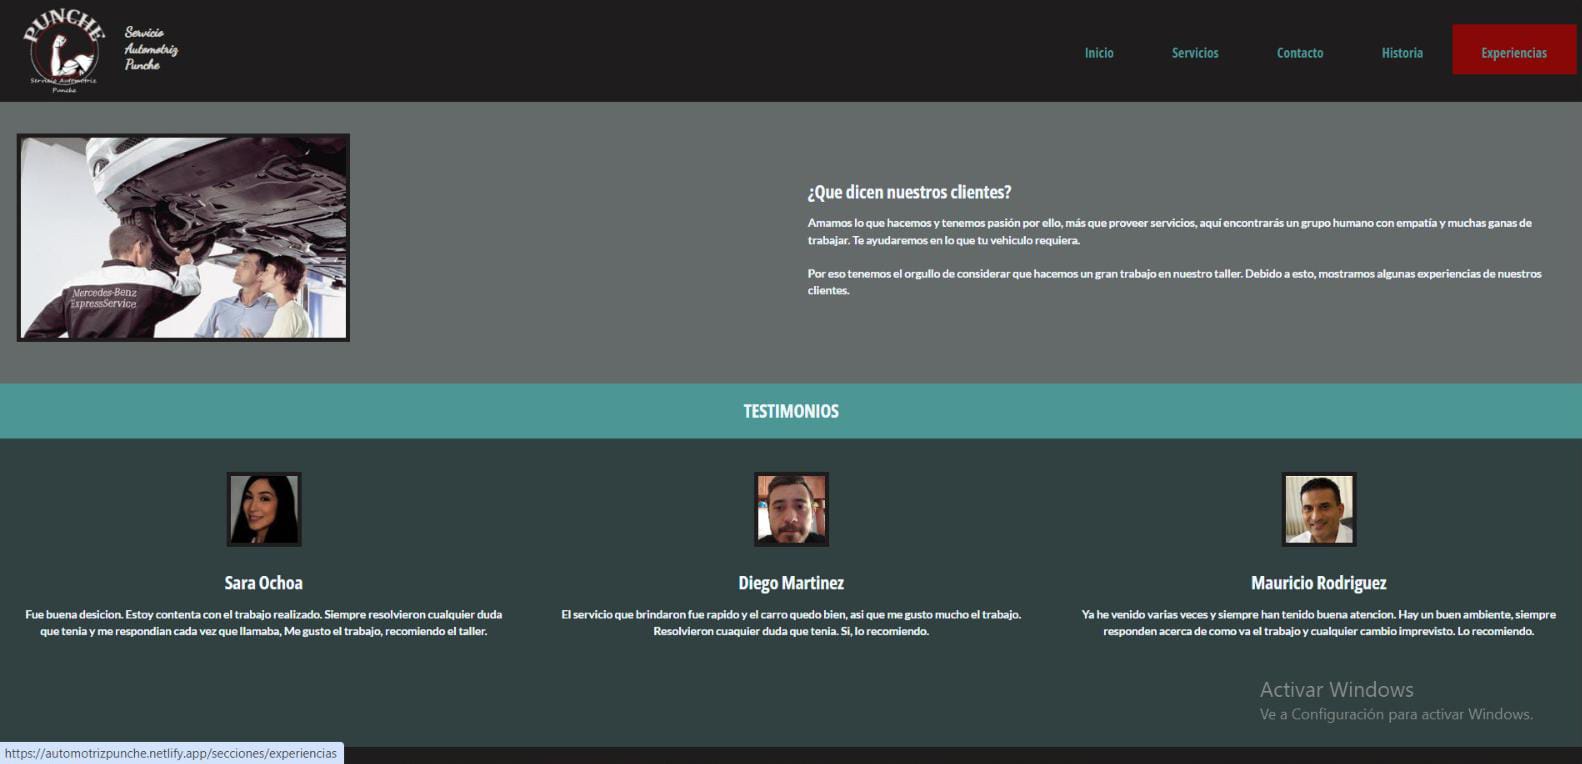 PUNCHE
Servicio Automotriz
Punche
Servicio
Automotriz
Punche
Inicio
Servicios
Contacto
Historia
Experiencias
Mercedes-Benz
ExpressService
¿Que dicen nuestros clientes?
Amamos lo que hacemos y tenemos pasión por ello, más que proveer servicios, aquí encontrarás un grupo humano con empatía y muchas ganas de
trabajar. Te ayudaremos en lo que tu vehiculo requiera.
Por eso tenemos el orgullo de considerar que hacemos un gran trabajo en nuestro taller. Debido a esto, mostramos algunas experiencias de nuestros
clientes.
TESTIMONIOS
Sara Ochoa
Fue buena desicion. Estoy contenta con el trabajo realizado. Siempre resolvieron cualquier duda
que tenia y me respondian cada vez que llamaba, Me gusto el trabajo, recomiendo el taller.
Diego Martinez
El servicio que brindaron fue rapido y el carro quedo bien, asi que me gusto mucho el trabajo.
Resolvieron cuaquier duda que tenia. Si, lo recomiendo.
Mauricio Rodriguez
Ya he venido varias veces y siempre han tenido buena atencion. Hay un buen ambiente, siempre
responden acerca de como va el trabajo y cualquier cambio imprevisto. Lo recomiendo.
Activar Windows
Ve a Configuración para activar Windows.
https://automotrizpunche.netlify.app/secciones/experiencias